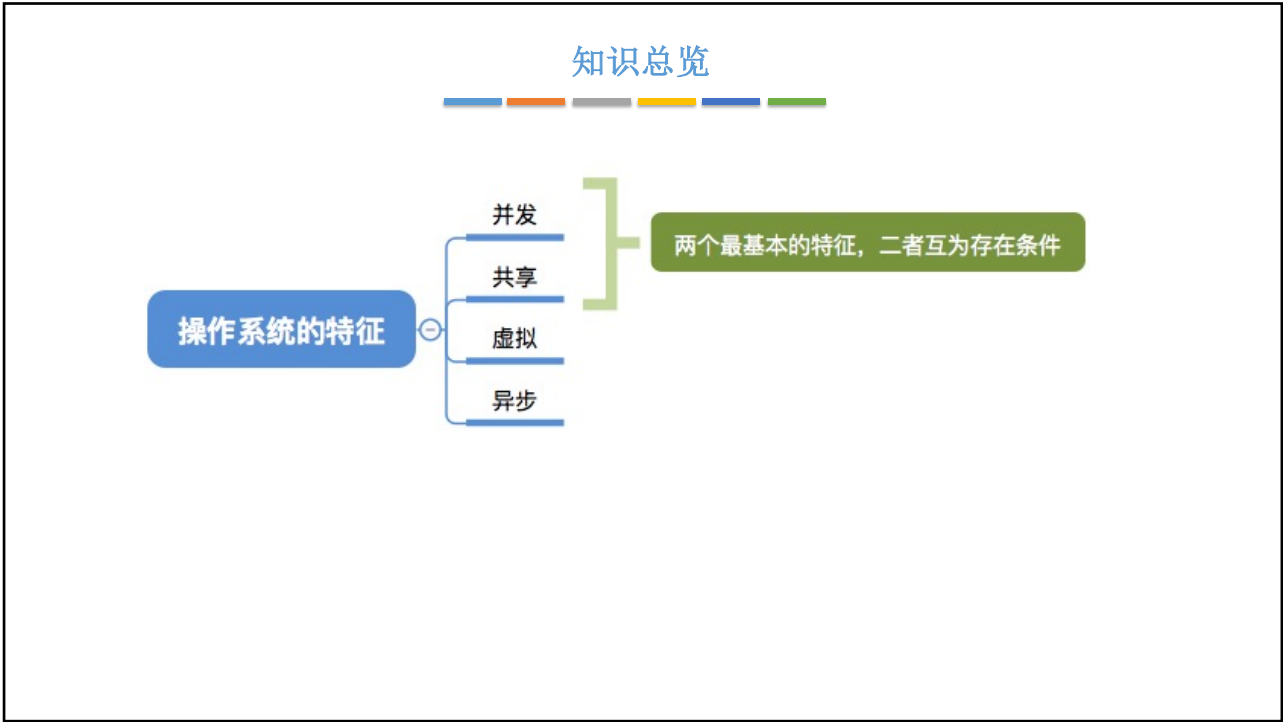 知识总览
并发
共享
虚拟
异步
操作系统的特征
两个最基本的特征，二者互为存在条件